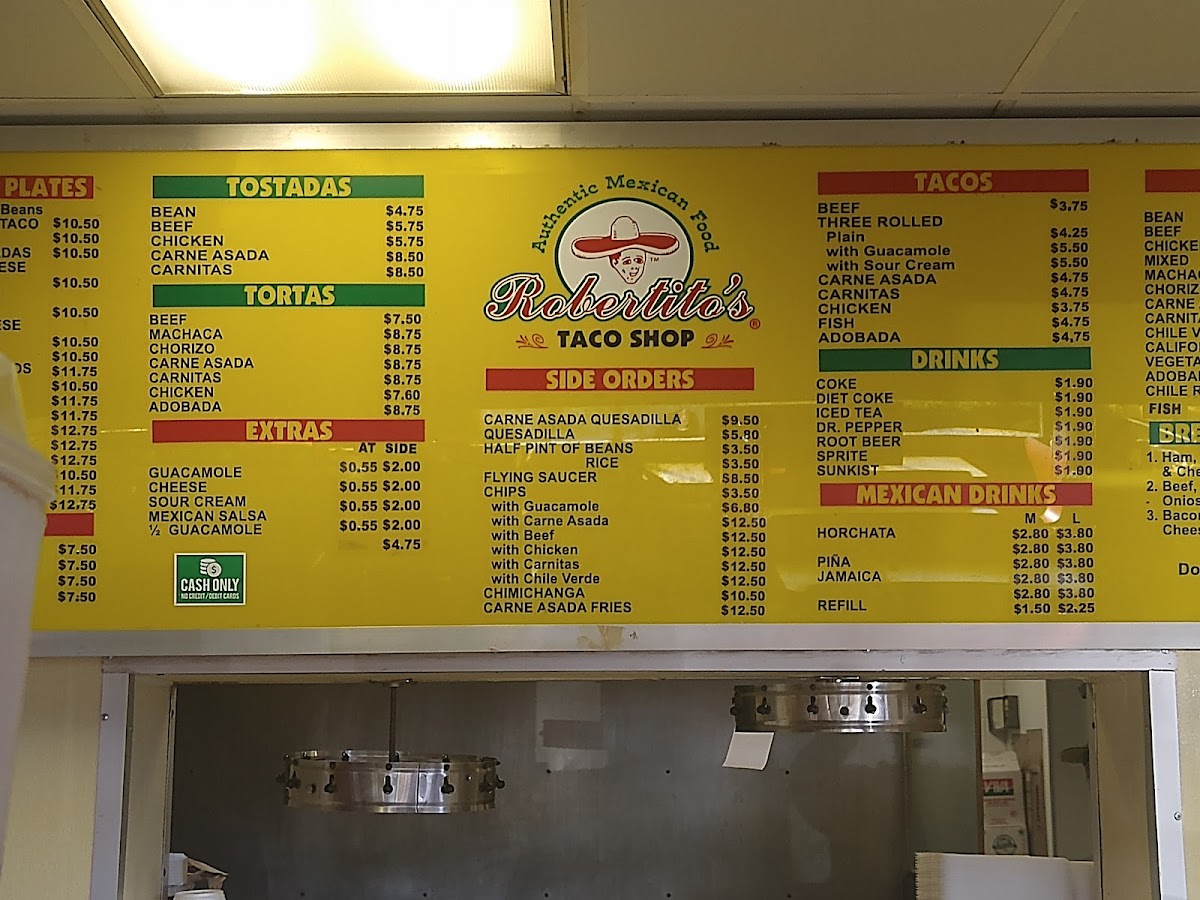 PLATES
Beans
TACO $10.50
$10.50
DAS $10.50
ESE
$10.50
$10.50
ESE
$10.50
$10.50
OS $11.75
$10.50
$11.75
$11.75
$12.75
$12.75
$12.75
$10.50
$11.75
$12.75
$7.50
$7.50
$7.50
$7.50
TOSTADAS
BEAN $4.75
BEEF $5.75
CHICKEN $5.75
CARNE ASADA $8.50
CARNITAS $8.50
TORTAS
BEEF $7.50
MACHACA $8.75
CHORIZO $8.75
CARNE ASADA $8.75
CARNITAS $8.75
CHICKEN $7.60
ADOBADA $8.75
EXTRAS
AT SIDE
GUACAMOLE $0.55 $2.00
CHEESE $0.55 $2.00
SOUR CREAM $0.55 $2.00
MEXICAN SALSA
½ GUACAMOLE $0.55 $2.00
$4.75
CASH ONLY
NO CREDIT/DEBIT CARDS
Authentic Mexican Food
TM
Robertito's
®
TACO SHOP
SIDE ORDERS
CARNE ASADA QUESADILLA $9.50
QUESADILLA $5.80
HALF PINT OF BEANS $3.50
RICE $3.50
FLYING SAUCER $8.50
CHIPS $3.50
with Guacamole $6.80
with Carne Asada $12.50
with Beef $12.50
with Chicken $12.50
with Carnitas $12.50
with Chile Verde $12.50
CHIMICHANGA $10.50
CARNE ASADA FRIES $12.50
TACOS
BEEF $3.75
THREE ROLLED
Plain $4.25
with Guacamole $5.50
with Sour Cream $5.50
CARNE ASADA $4.75
CARNITAS $4.75
CHICKEN $3.75
FISH $4.75
ADOBADA $4,75
DRINKS
COKE $1.90
DIET COKE $1.90
ICED TEA $1.90
DR. PEPPER $1.90
ROOT BEER $1.90
SPRITE $1.90
SUNKIST $1.90
MEXICAN DRINKS
M L
HORCHATA $2.80 $3.80
$2.80 $3.80
PIÑA $2.80 $3.80
JAMAICA $2.80 $3.80
$2.80 $3.80
REFILL $1.50 $2.25
BEAN
BEEF
CHICKE
MIXED
MACHAC
CHORIZ
CARNE
CARNITA
CHILE V
CALIFO
VEGETA
ADOBA
CHILE R
FISH
BRE
1. Ham,
& Che
2. Beef,
Onios
3. Baco
Chees
Do